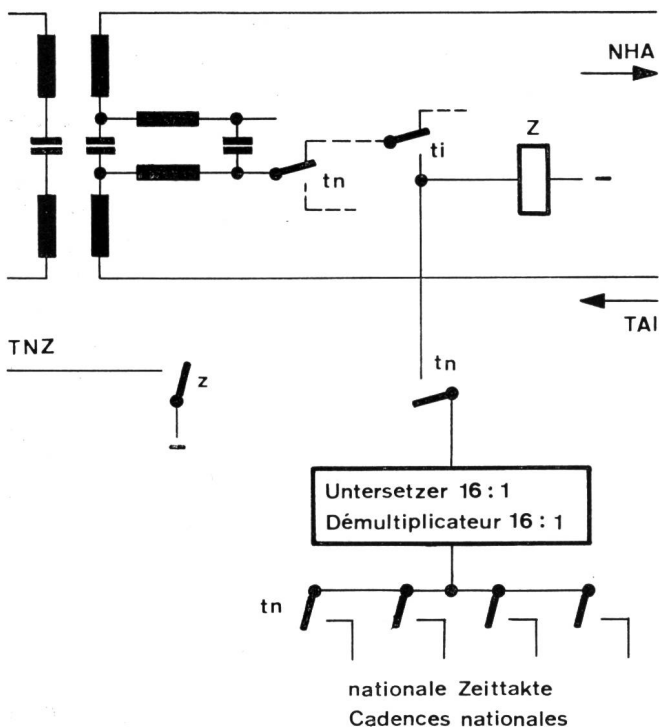 NHA
Z
ti
tn
TAI
TNZ
z
tn
Untersetzer 16 : 1
Démultiplicateur 16 : 1
tn
nationale Zeittakte
Cadences nationales